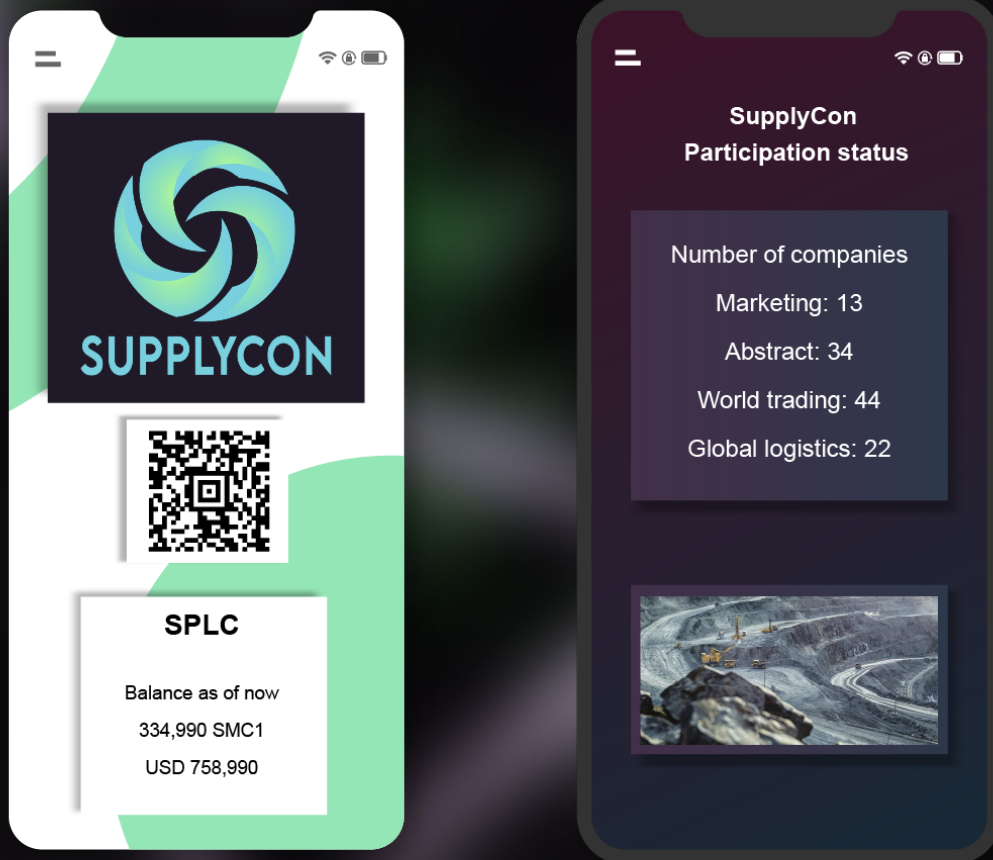 SUPPLYCON
SPLC
Balance as of now
334,990 SMC1
USD 758,990
SupplyCon
Participation status
Number of companies
Marketing: 13
Abstract: 34
World trading: 44
Global logistics: 22